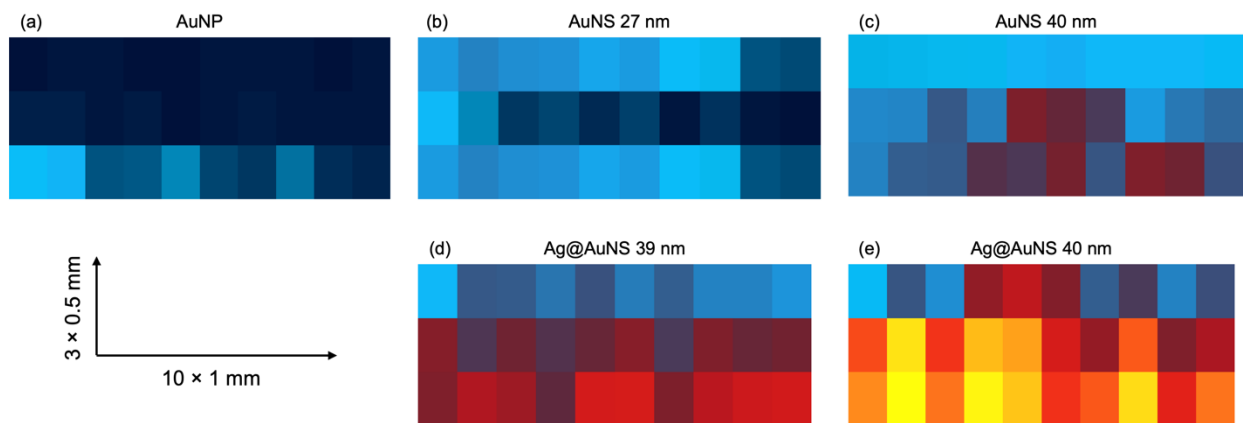 (a) AuNP
(b) AuNS 27 nm
(c) AuNS 40 nm
3 × 0.5 mm
10 × 1 mm
(d) Ag@AuNS 39 nm
(e) Ag@AuNS 40 nm